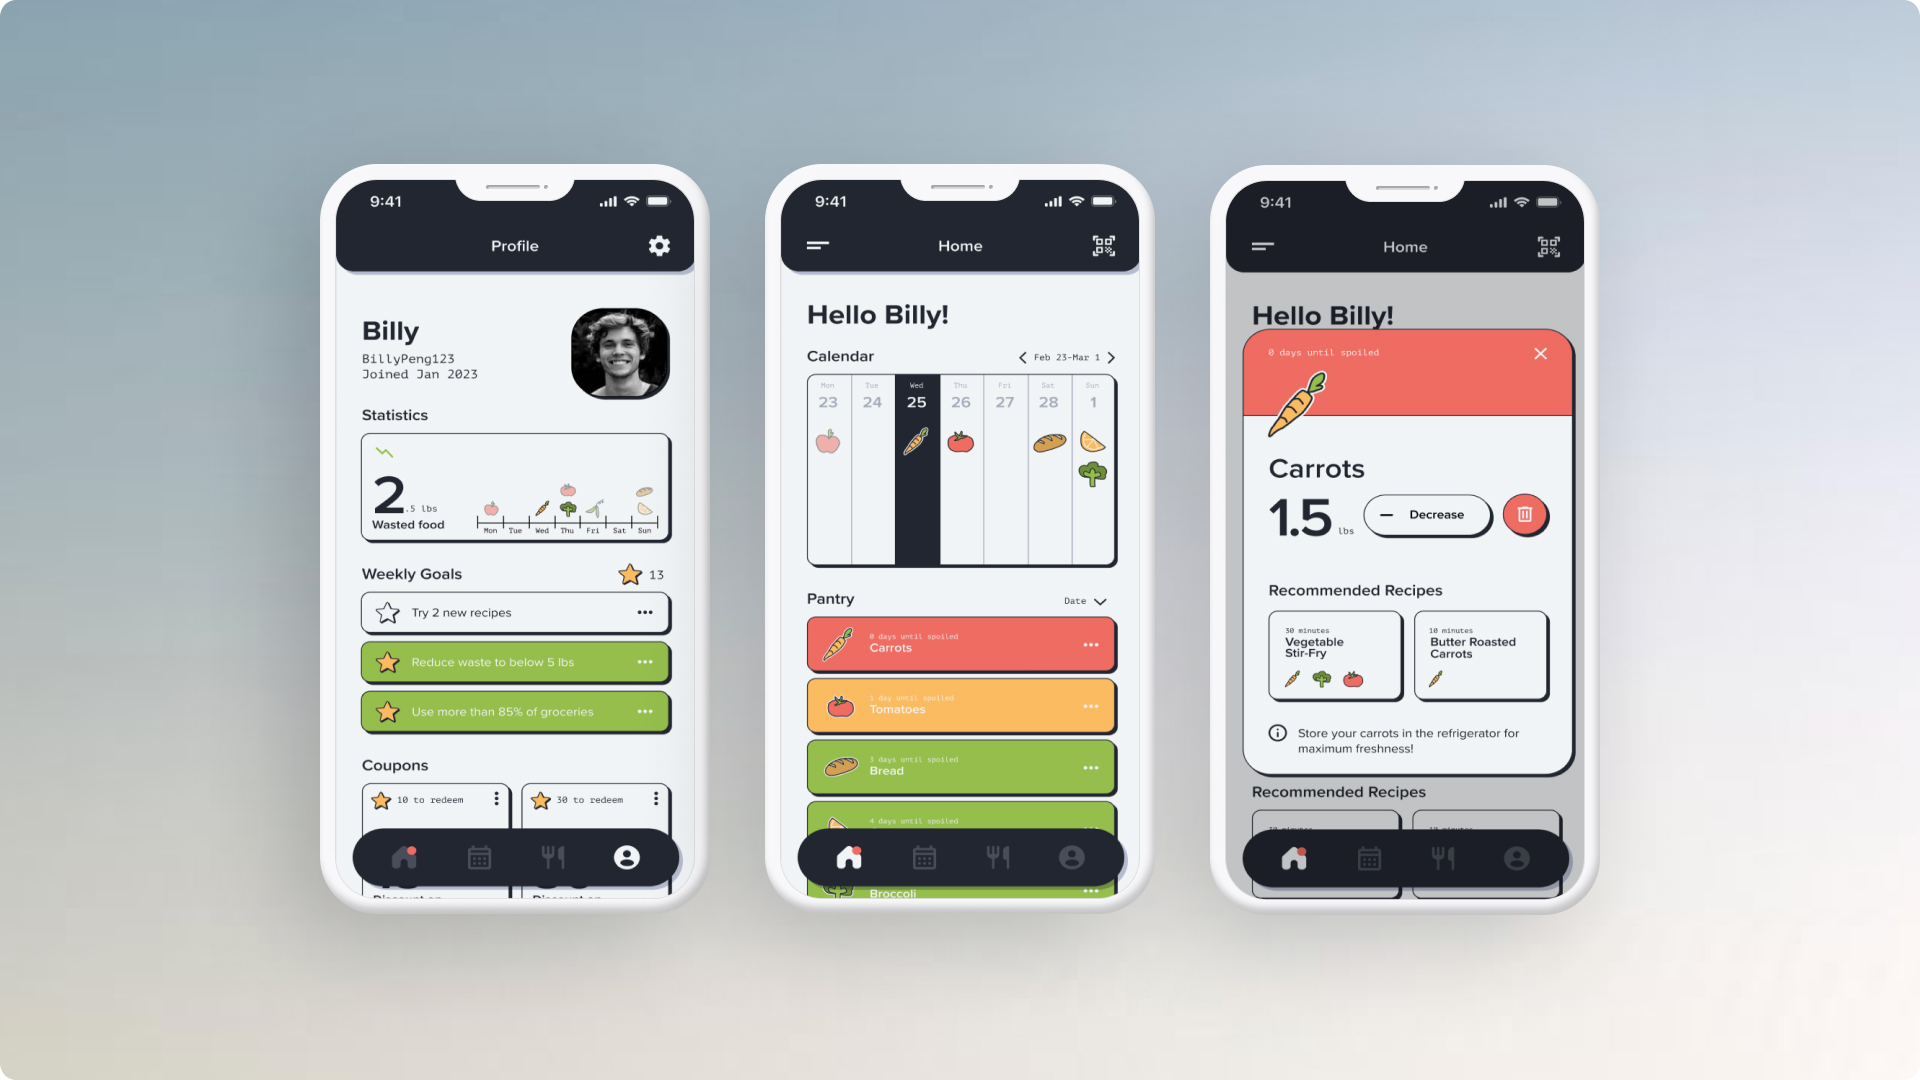 9:41
Profile
Billy
BillyPeng123
Joined Jan 2023
Statistics
2.5 lbs
Wasted food
Mon Tue Wed Thu Fri Sat Sun
Weekly Goals
13
Try 2 new recipes
Reduce waste to below 5 lbs
Use more than 85% of groceries
Coupons
10 to redeem
30 to redeem
Discount on
Discount on
9:41
Home
Hello Billy!
Calendar
Feb 23-Mar 1
Mon Tue Wed Thu Fri Sat Sun
23 24 25 26 27 28 1
Pantry
Date
0 days until spoiled
Carrots
1 day until spoiled
Tomatoes
3 days until spoiled
Bread
4 days until spoiled
Broccoli
9:41
Home
Hello Billy!
0 days until spoiled
Carrots
1.5 lbs
Decrease
Recommended Recipes
30 minutes
Vegetable
Stir-Fry
10 minutes
Butter Roasted
Carrots
Store your carrots in the refrigerator for
maximum freshness!
Recommended Recipes